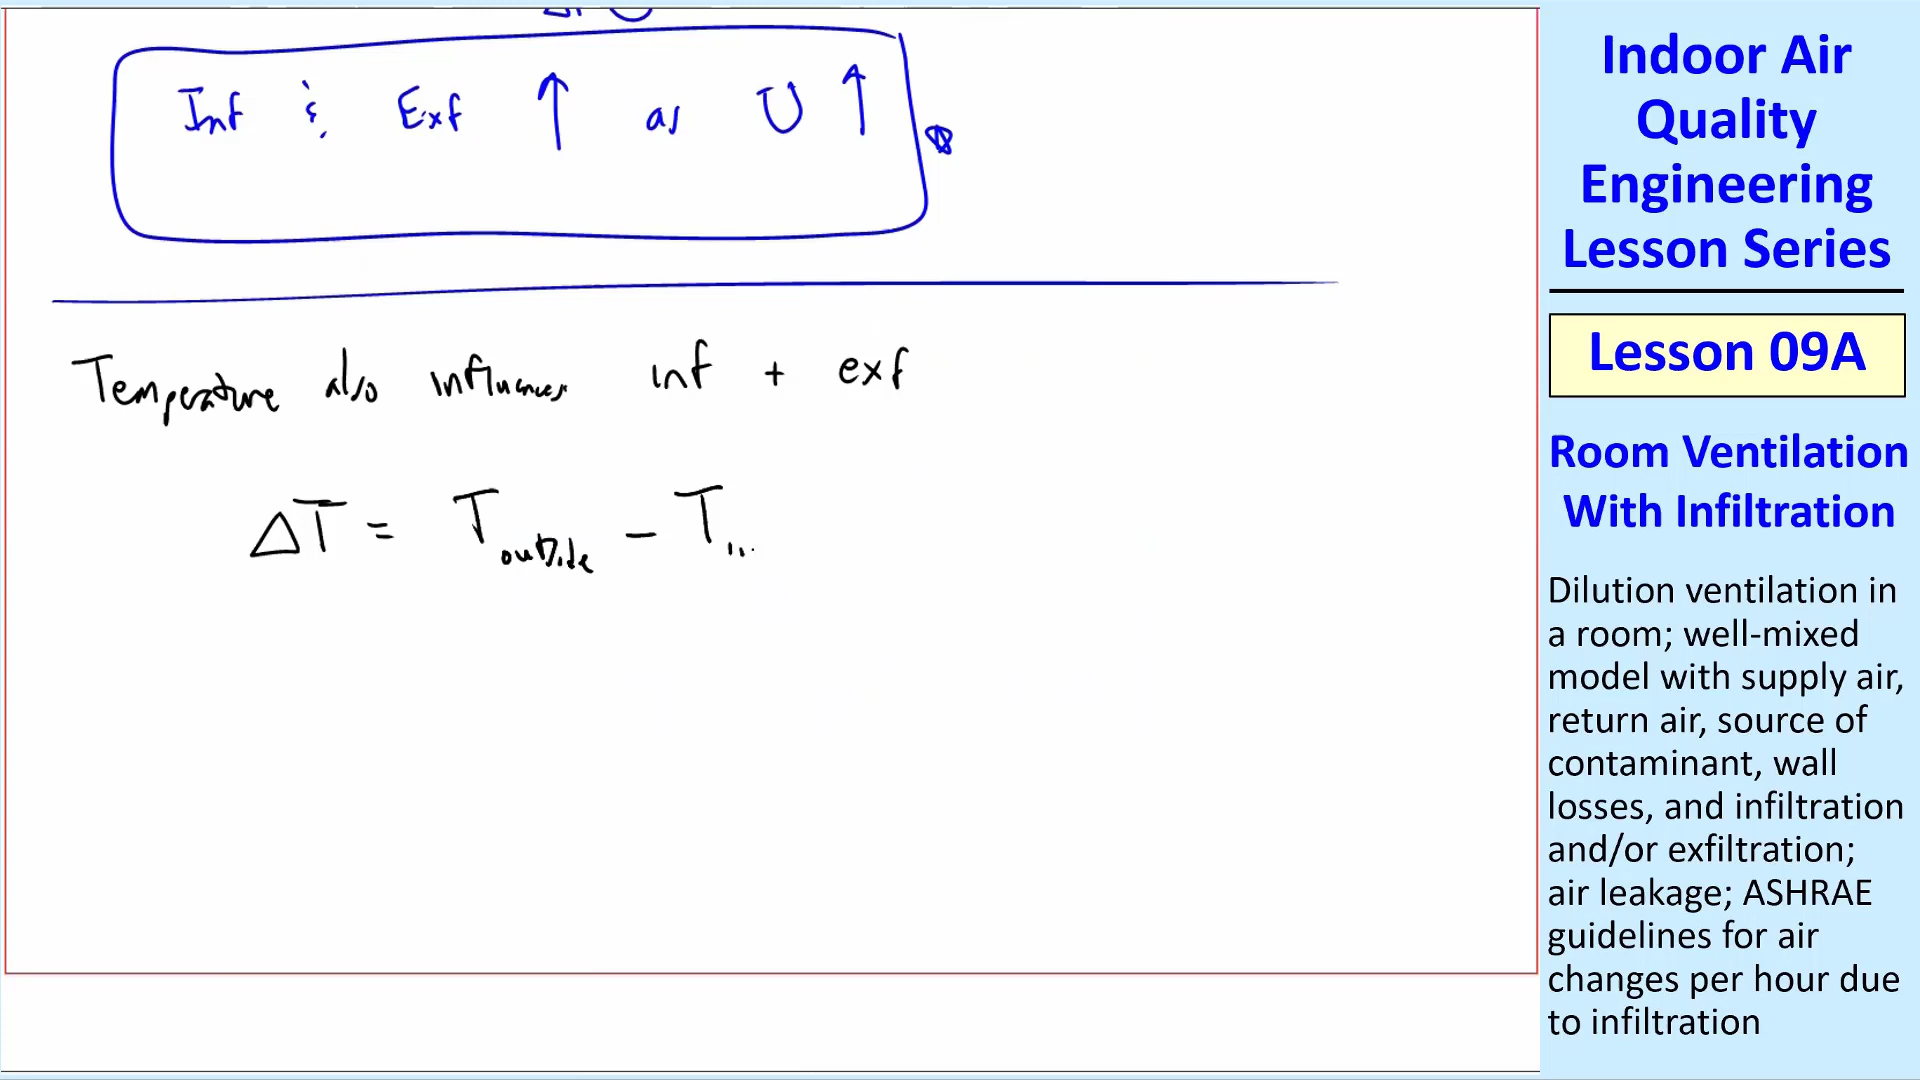 Inf & Exf ↑ as U ↑
Temperature also influences inf + exf
ΔT = Toutside - T...
Indoor Air
Quality
Engineering
Lesson Series
Lesson 09A
Room Ventilation
With Infiltration
Dilution ventilation in
a room; well-mixed
model with supply air,
return air, source of
contaminant, wall
losses, and infiltration
and/or exfiltration;
air leakage; ASHRAE
guidelines for air
changes per hour due
to infiltration